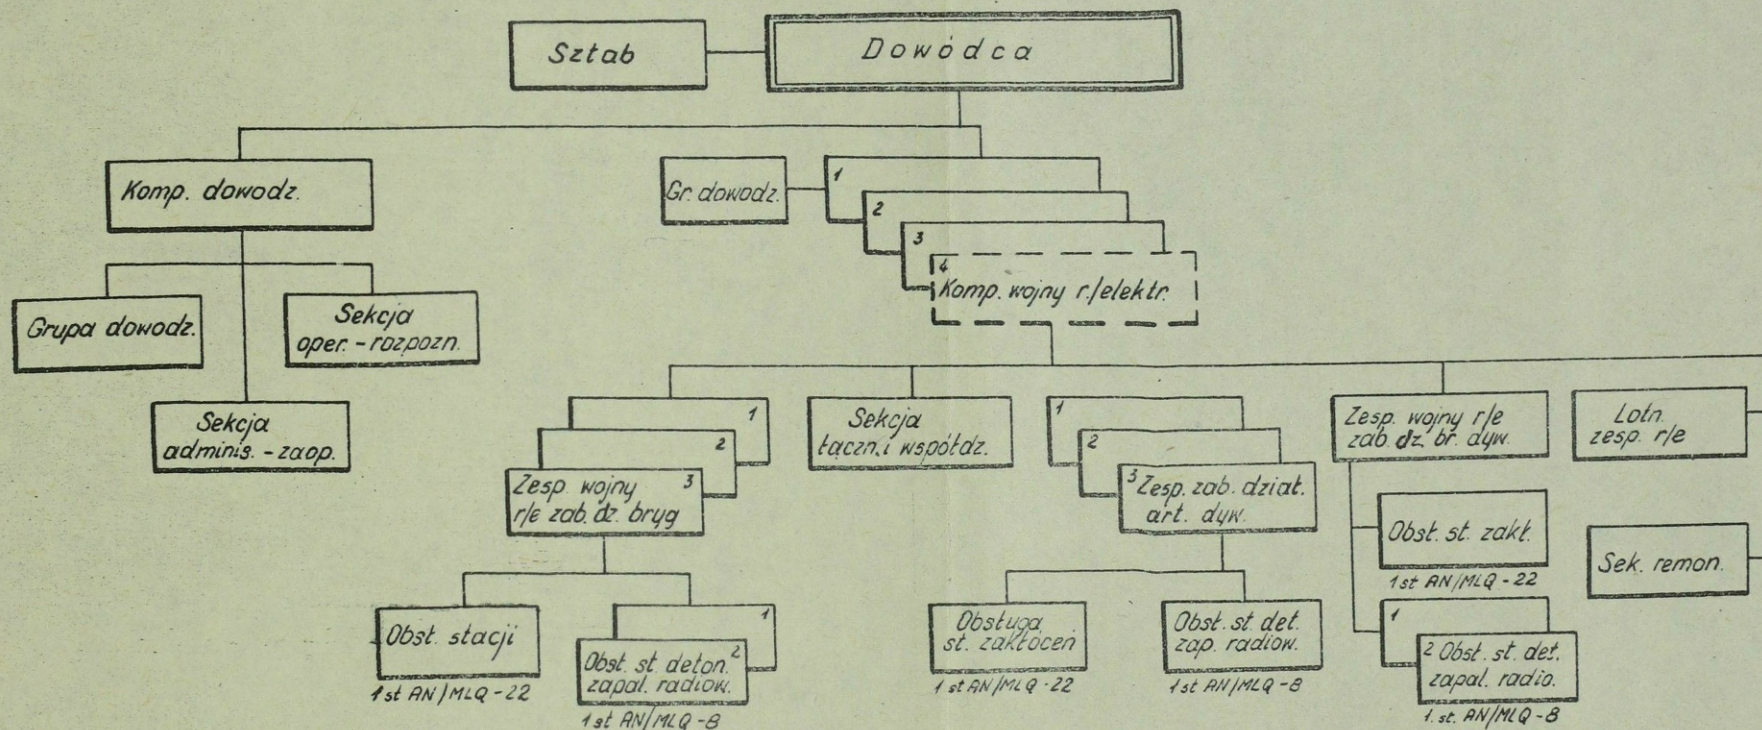 Sztab
Dowódca
Komp. dowodz.
Gr. dowodz.
1
2
3
4
Komp. wojny r./elektr.
Grupa dowodz.
Sekcja
oper. - rozpozn.
Sekcja
adminis. - zaop.
1
2
3
Zesp. wojny
r/e zab. dz. bryg
Sekcja
łączn. i współdz.
1
2
3 Zesp. zab. dział.
art. dyw.
Zesp. wojny r/e
zab. dz. br. dyw.
Lotn.
zesp. r/e
Obsł. st. zakł.
1 st AN/MLQ - 22
Sek. remon.
Obsł. stacji
1 st AN/MLQ - 22
1
2
Obsł. st. deton.
zapal. radiow.
1 st AN/MLQ - 8
Obsługa
st. zakłóceń
1 st AN/MLQ - 22
Obsł. st. det.
zap. radiow.
1 st AN/MLQ - 8
1
2 Obsł. st. det.
zapal. radio.
1. st. AN/MLQ - 8